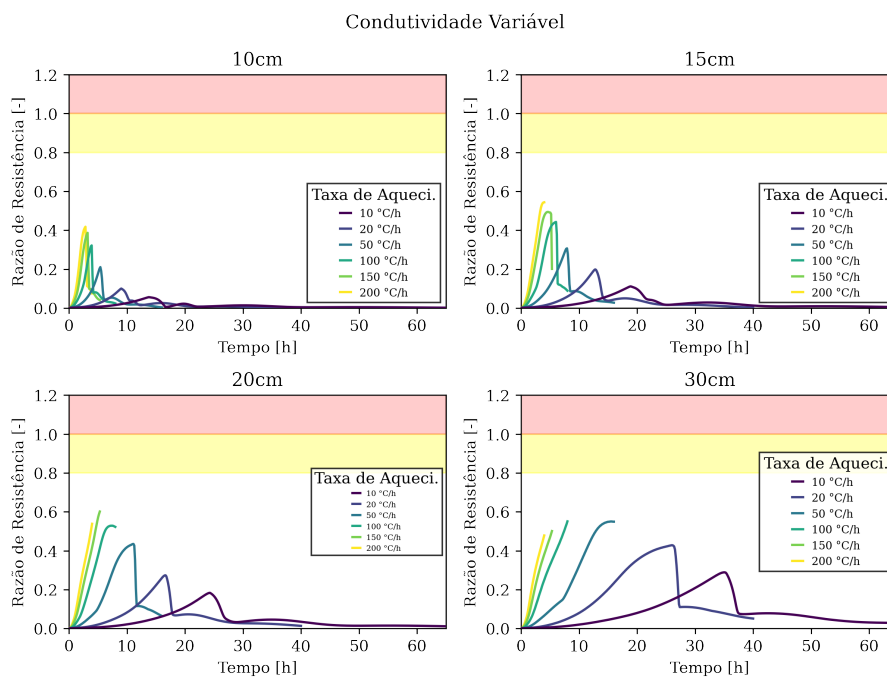 Condutividade Variável
10cm
Razão de Resistência [-]
1.2
1.0
0.8
0.6
0.4
0.2
0.0
Taxa de Aqueci.
10 °C/h
20 °C/h
50 °C/h
100 °C/h
150 °C/h
200 °C/h
0 10 20 30 40 50 60
Tempo [h]
15cm
Razão de Resistência [-]
1.2
1.0
0.8
0.6
0.4
0.2
0.0
Taxa de Aqueci.
10 °C/h
20 °C/h
50 °C/h
100 °C/h
150 °C/h
200 °C/h
0 10 20 30 40 50 60
Tempo [h]
20cm
Razão de Resistência [-]
1.2
1.0
0.8
0.6
0.4
0.2
0.0
Taxa de Aqueci.
10 °C/h
20 °C/h
50 °C/h
100 °C/h
150 °C/h
200 °C/h
0 10 20 30 40 50 60
Tempo [h]
30cm
Razão de Resistência [-]
1.2
1.0
0.8
0.6
0.4
0.2
0.0
Taxa de Aqueci.
10 °C/h
20 °C/h
50 °C/h
100 °C/h
150 °C/h
200 °C/h
0 10 20 30 40 50 60
Tempo [h]